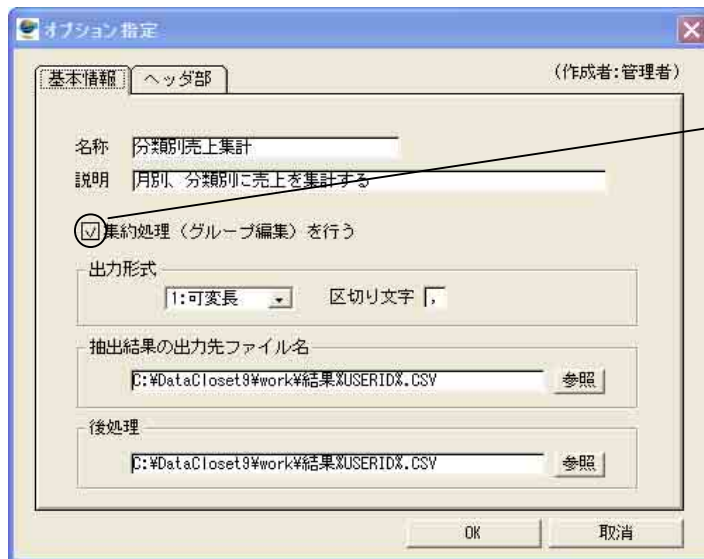 オプション指定
基本情報 ヘッダ部 (作成者:管理者)
名称 分類別売上集計
説明 月別、分類別に売上を集計する
集約処理（グループ編集）を行う
出力形式
1:可変長 区切り文字 ,
抽出結果の出力先ファイル名
C:¥DataCloset9¥work¥結果%USERID%.CSV 参照
後処理
C:¥DataCloset9¥work¥結果%USERID%.CSV 参照
OK 取消